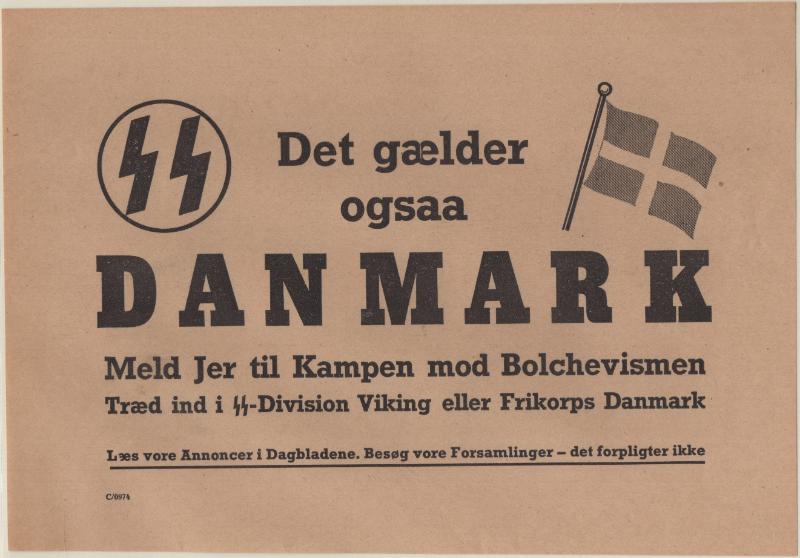 Det gælder
ogsaa
DANMARK
Meld Jer til Kampen mod Bolchevismen
Træd ind i ᛋᛋ-Division Viking eller Frikorps Danmark
Læs vore Annoncer i Dagbladene. Besøg vore Forsamlinger – det forpligter ikke
C/0974